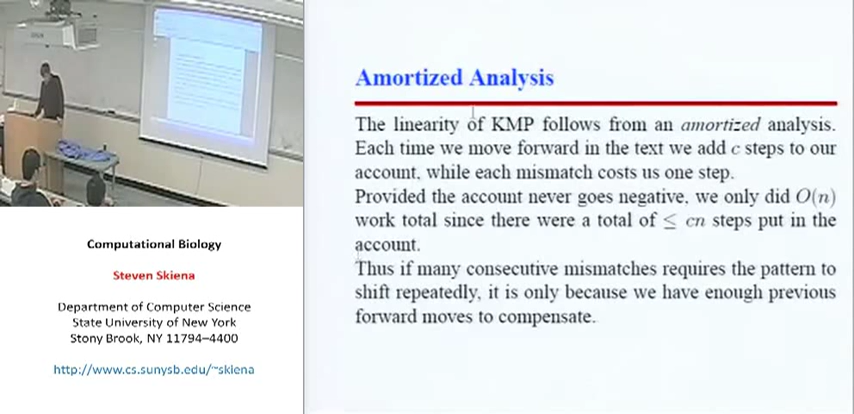 Computational Biology
Steven Skiena
Department of Computer Science
State University of New York
Stony Brook, NY 11794–4400
http://www.cs.sunysb.edu/~skiena
Amortized Analysis
The linearity of KMP follows from an amortized analysis.
Each time we move forward in the text we add c steps to our
account, while each mismatch costs us one step.
Provided the account never goes negative, we only did O(n)
work total since there were a total of ≤ cn steps put in the
account.
Thus if many consecutive mismatches requires the pattern to
shift repeatedly, it is only because we have enough previous
forward moves to compensate.